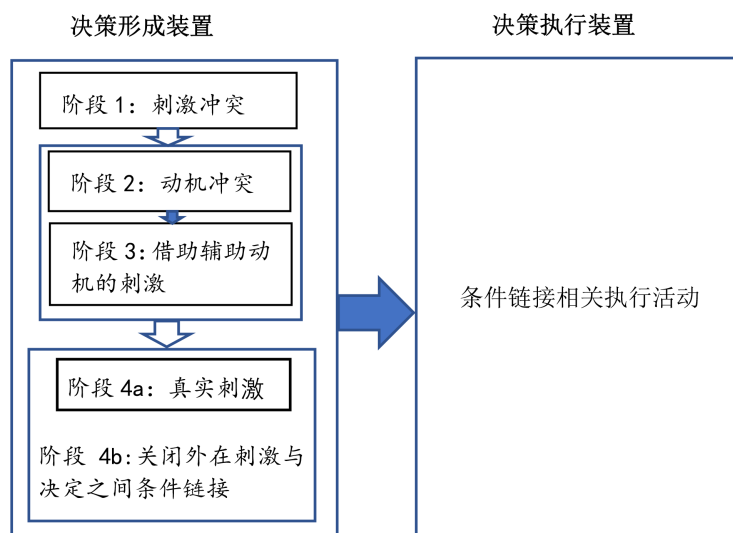 决策形成装置
决策执行装置
阶段 1：刺激冲突
阶段 2：动机冲突
阶段 3：借助辅助动
机的刺激
条件链接相关执行活动
阶段 4a：真实刺激
阶段 4b：关闭外在刺激与
决定之间条件链接